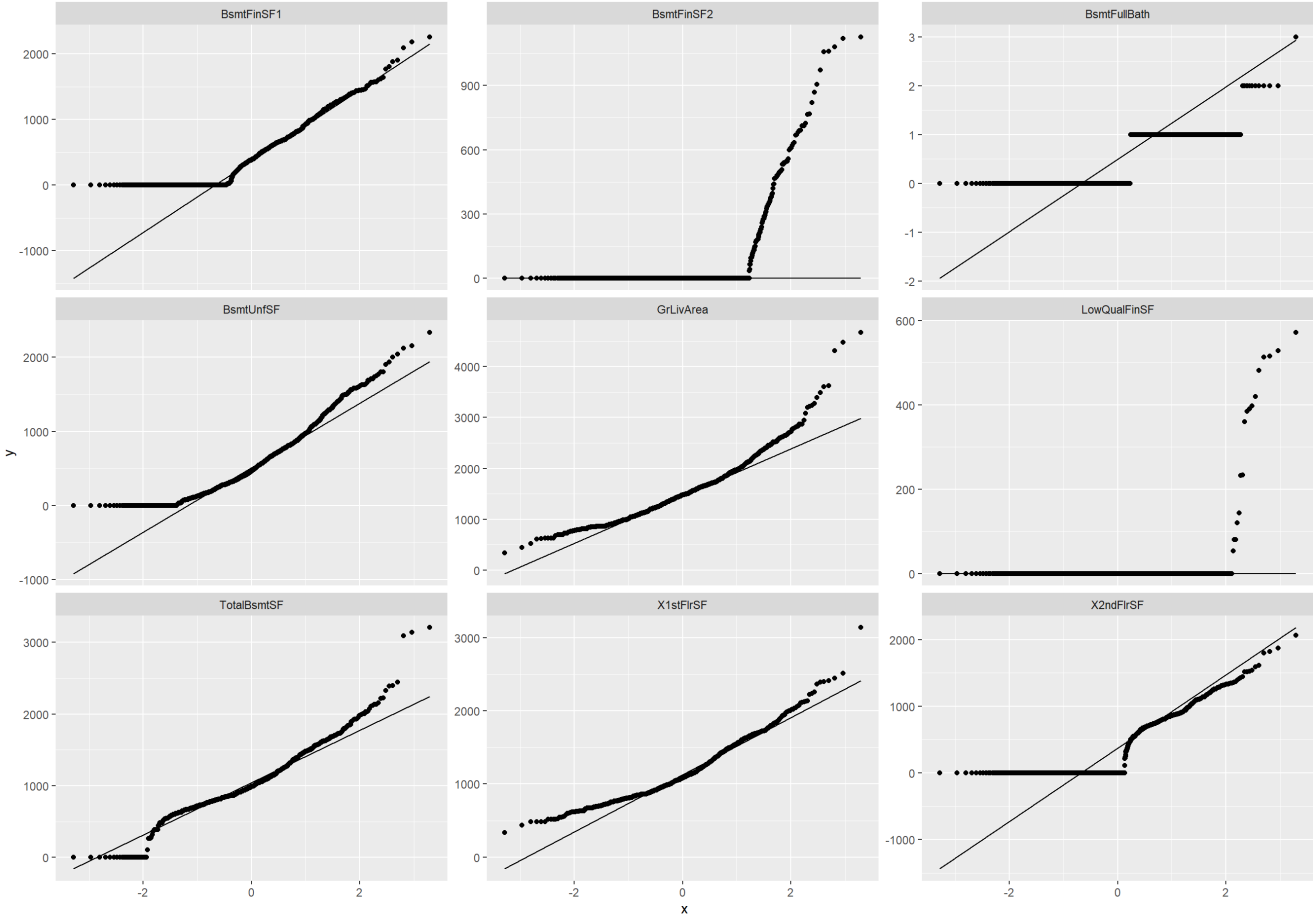 BsmtFinSF1 BsmtFinSF2 BsmtFullBath
2000 900 3
1000 600 2
0 300 1
-1000 0 0
-1
-2
BsmtUnfSF GrLivArea LowQualFinSF
2000 4000 600
1000 3000 400
0 2000 200
-1000 1000 0
0
y
TotalBsmtSF X1stFlrSF X2ndFlrSF
3000 3000 2000
2000 2000 1000
1000 1000 0
0 0 -1000
-2 0 2 -2 0 2 -2 0 2
x